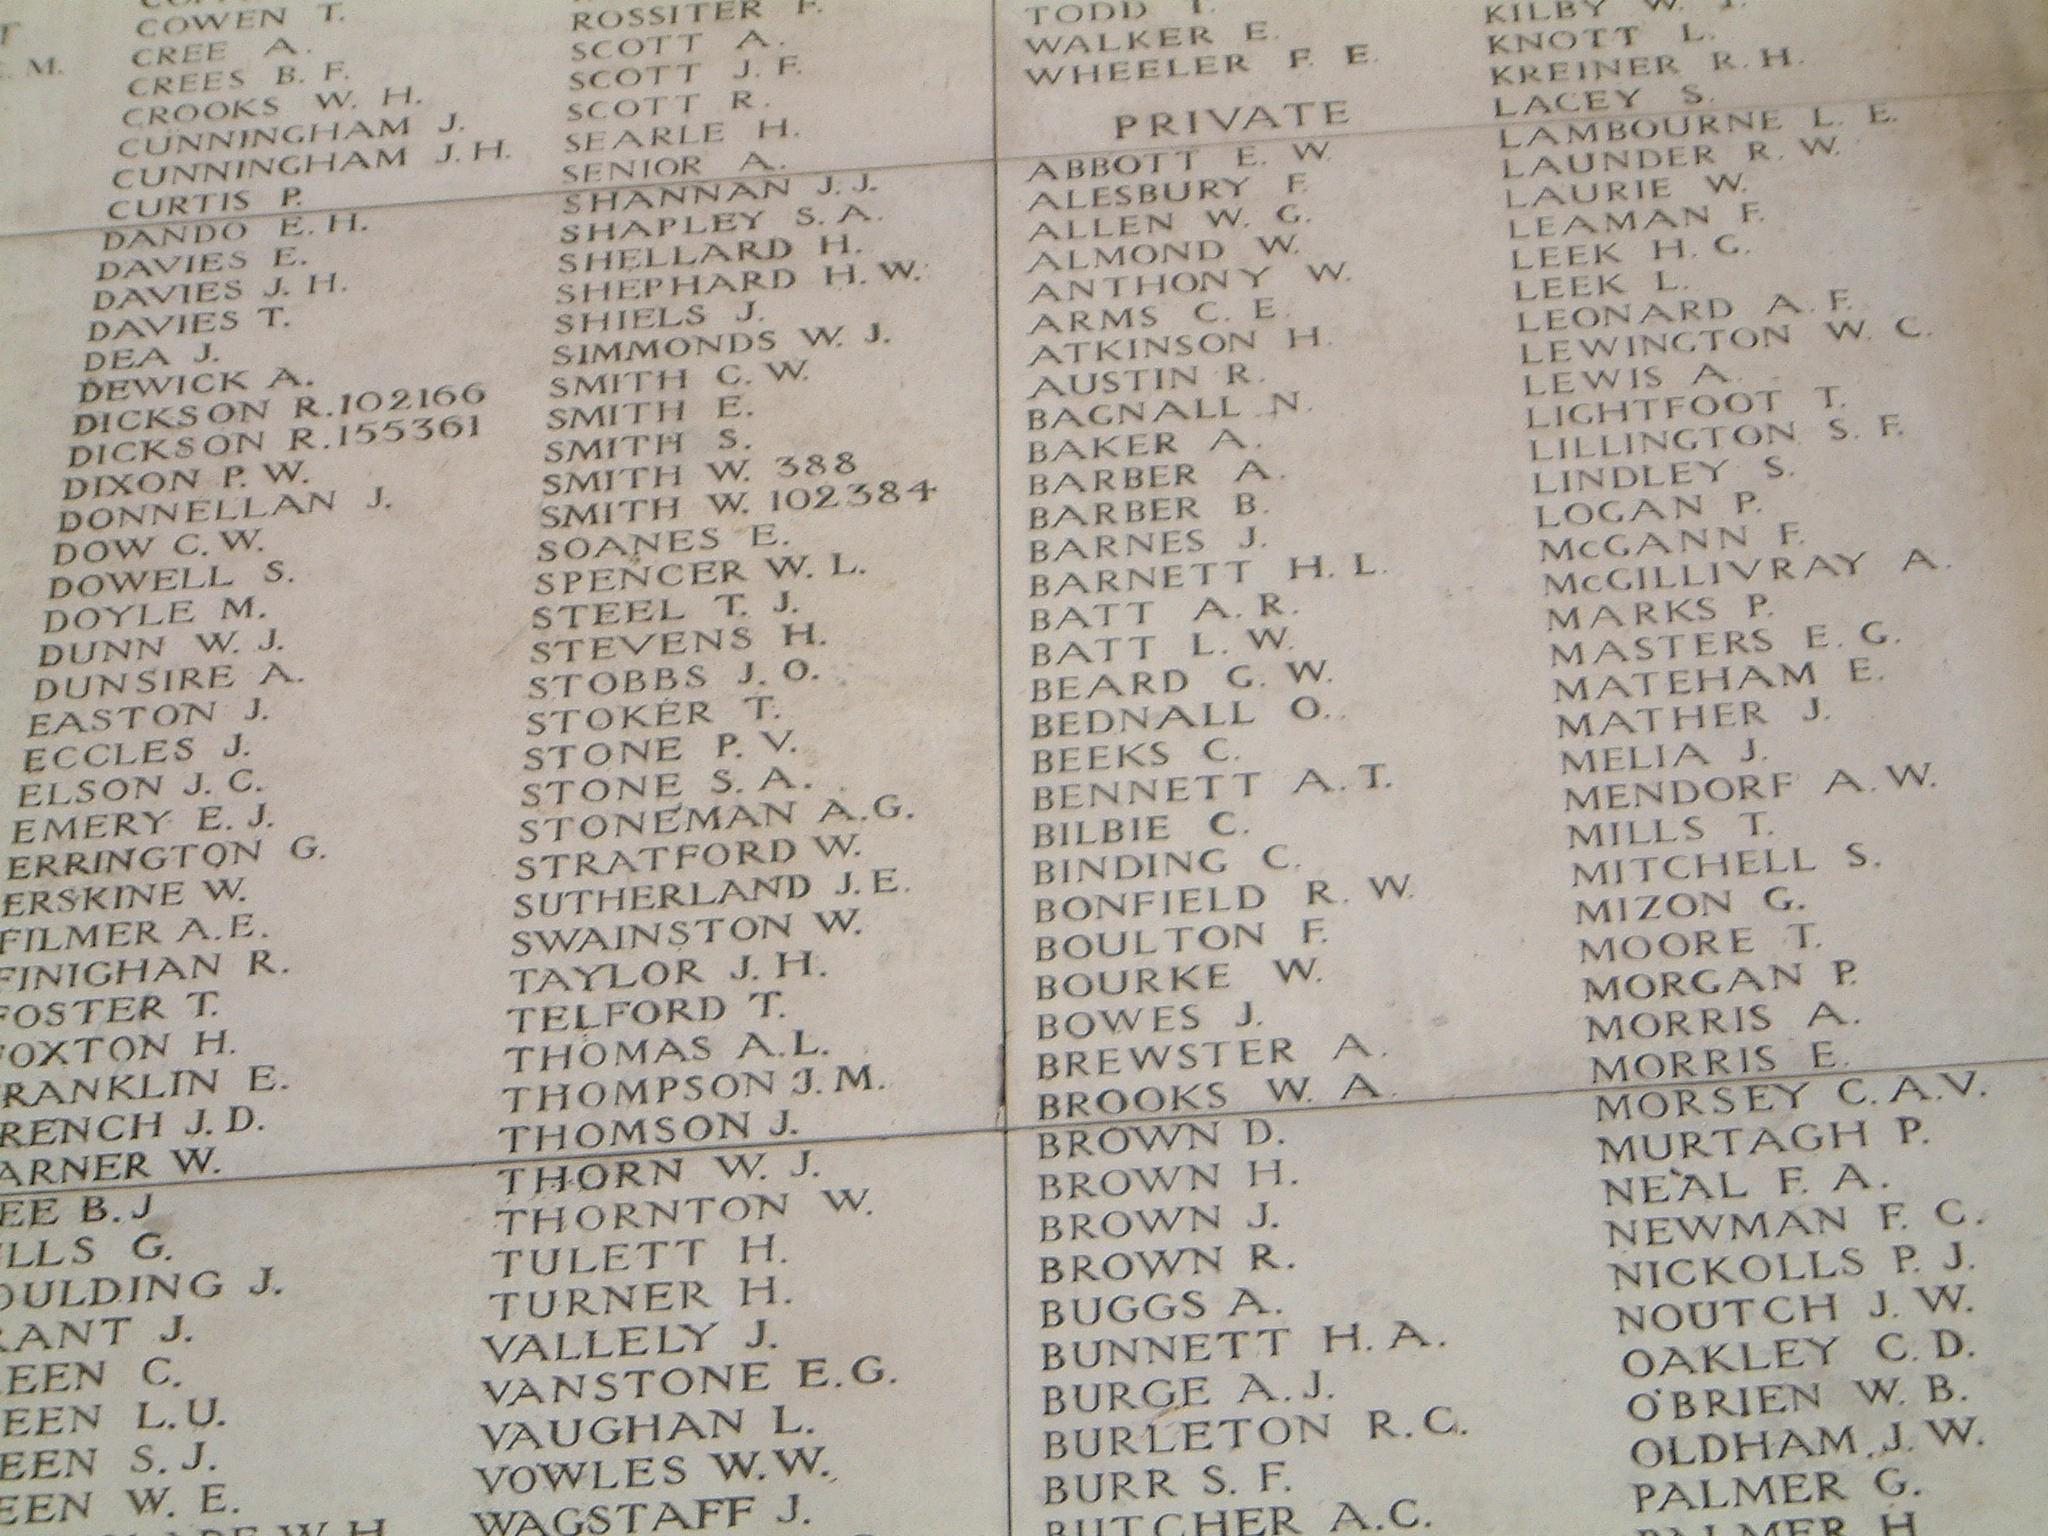 COWEN T.
CREE A.
CREES B. F.
CROOKS W. H.
CUNNINGHAM J.
CUNNINGHAM J. H.
CURTIS P.
DANDO E. H.
DAVIES E.
DAVIES J. H.
DAVIES T.
DEA J.
DEWICK A.
DICKSON R. 102166
DICKSON R. 155361
DIXON P. W.
DONNELLAN J.
DOW C. W.
DOWELL S.
DOYLE M.
DUNN W. J.
DUNSIRE A.
EASTON J.
ECCLES J.
ELSON J. C.
EMERY E. J.
ERRINGTON G.
ERSKINE W.
FILMER A. E.
FINIGHAN R.
FOSTER T.
FOXTON H.
RANKLIN E.
RENCH J. D.
ARNER W.
EE B. J
LLS G.
OULDING J.
RANT J.
EEN C.
EEN L. U.
EEN S. J.
EEN W. E.
W. H.
ROSSITER F.
SCOTT A.
SCOTT J. F.
SCOTT R.
SEARLE H.
SENIOR A.
SHANNAN J. J.
SHAPLEY S. A.
SHELLARD H.
SHEPHARD H. W.
SHIELS J.
SIMMONDS W. J.
SMITH C. W.
SMITH E.
SMITH S.
SMITH W. 388
SMITH W. 102384
SOANES E.
SPENCER W. L.
STEEL T. J.
STEVENS H.
STOBBS J. O.
STOKER T.
STONE P. V.
STONE S. A.
STONEMAN A. G.
STRATFORD W.
SUTHERLAND J. E.
SWAINSTON W.
TAYLOR J. H.
TELFORD T.
THOMAS A. L.
THOMPSON J. M.
THOMSON J.
THORN W. J.
THORNTON W.
TULETT H.
TURNER H.
VALLELY J.
VANSTONE E. G.
VAUGHAN L.
VOWLES W. W.
WAGSTAFF J.
TODD T.
WALKER E.
WHEELER F. E.
PRIVATE
ABBOTT E. W.
ALESBURY F.
ALLEN W. G.
ALMOND W.
ANTHONY W.
ARMS C. E.
ATKINSON H.
AUSTIN R.
BAGNALL N.
BAKER A.
BARBER A.
BARBER B.
BARNES J.
BARNETT H. L.
BATT A. R.
BATT L. W.
BEARD G. W.
BEDNALL O.
BEEKS C.
BENNETT A. T.
BILBIE C.
BINDING C.
BONFIELD R. W.
BOULTON F.
BOURKE W.
BOWES J.
BREWSTER A.
BROOKS W. A.
BROWN D.
BROWN H.
BROWN J.
BROWN R.
BUGGS A.
BUNNETT H. A.
BURGE A. J.
BURLETON R. C.
BURR S. F.
BUTCHER A. C.
KILBY W. J.
KNOTT L.
KREINER R. H.
LACEY S.
LAMBOURNE L. E.
LAUNDER R. W.
LAURIE W.
LEAMAN F.
LEEK H. G.
LEEK L.
LEONARD A. F.
LEWINGTON W. C.
LEWIS A.
LIGHTFOOT T.
LILLINGTON S. F.
LINDLEY S.
LOGAN P.
McGANN F.
McGILLIVRAY A.
MARKS P.
MASTERS E. G.
MATEHAM E.
MATHER J.
MELIA J.
MENDORF A. W.
MILLS T.
MITCHELL S.
MIZON G.
MOORE T.
MORGAN P.
MORRIS A.
MORRIS E.
MORSEY C. A. V.
MURTAGH P.
NEAL F. A.
NEWMAN F. C.
NICKOLLS P. J.
NOUTCH J. W.
OAKLEY C. D.
O'BRIEN W. B.
OLDHAM J. W.
PALMER G.
PALMER H